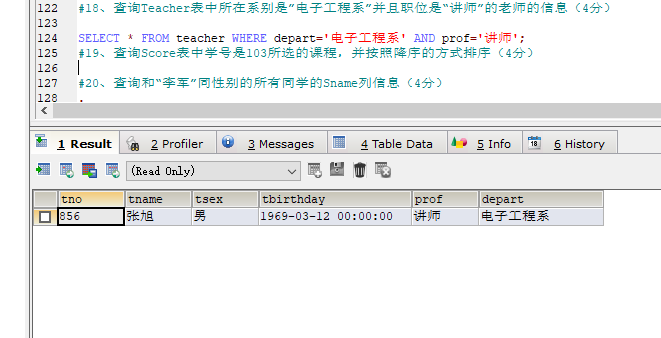 122 #18、查询Teacher表中所在系别是”电子工程系”并且职位是“讲师”的老师的信息（4分）
123
124 SELECT * FROM teacher WHERE depart='电子工程系' AND prof='讲师';
125 #19、查询Score表中学号是103所选的课程，并按照降序的方式排序（4分）
126
127 #20、查询和“李军”同性别的所有同学的Sname列信息（4分）
128
1 Result 2 Profiler 3 Messages 4 Table Data 5 Info 18 6 History
(Read Only)
tno tname tsex tbirthday prof depart
856 张旭 男 1969-03-12 00:00:00 讲师 电子工程系